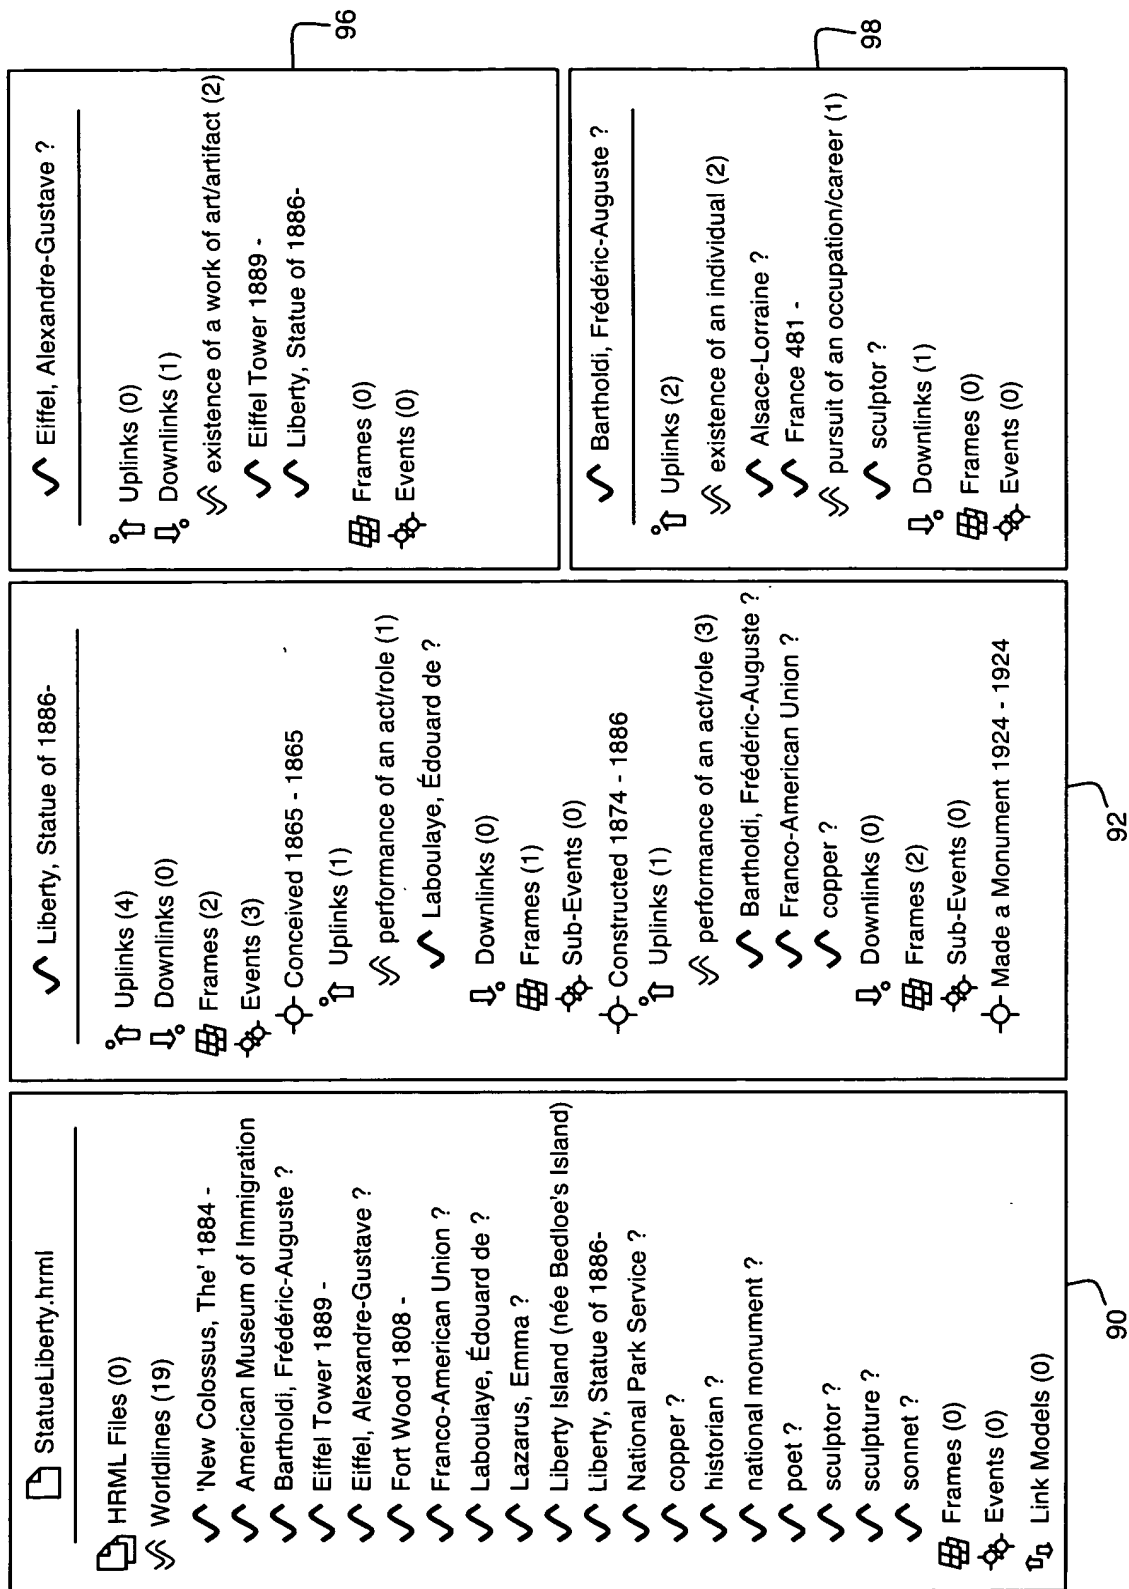 StatueLiberty.hrml
HRML Files (0)
Worldlines (19)
'New Colossus, The' 1884 -
American Museum of Immigration
Bartholdi, Frédéric-Auguste ?
Eiffel Tower 1889 -
Eiffel, Alexandre-Gustave ?
Fort Wood 1808 -
Franco-American Union ?
Laboulaye, Édouard de ?
Lazarus, Emma ?
Liberty Island (née Bedloe's Island)
Liberty, Statue of 1886-
National Park Service ?
copper ?
historian ?
national monument ?
poet ?
sculptor ?
sculpture ?
sonnet ?
Frames (0)
Events (0)
Link Models (0)
90
Liberty, Statue of 1886-
Uplinks (4)
Downlinks (0)
Frames (2)
Events (3)
Conceived 1865 - 1865
Uplinks (1)
performance of an act/role (1)
Laboulaye, Édouard de ?
Downlinks (0)
Frames (1)
Sub-Events (0)
Constructed 1874 - 1886
Uplinks (1)
performance of an act/role (3)
Bartholdi, Frédéric-Auguste ?
Franco-American Union ?
copper ?
Downlinks (0)
Frames (2)
Sub-Events (0)
Made a Monument 1924 - 1924
92
Eiffel, Alexandre-Gustave ?
Uplinks (0)
Downlinks (1)
existence of a work of art/artifact (2)
Eiffel Tower 1889 -
Liberty, Statue of 1886-
Frames (0)
Events (0)
96
Bartholdi, Frédéric-Auguste ?
Uplinks (2)
existence of an individual (2)
Alsace-Lorraine ?
France 481 -
pursuit of an occupation/career (1)
sculptor ?
Downlinks (1)
Frames (0)
Events (0)
98